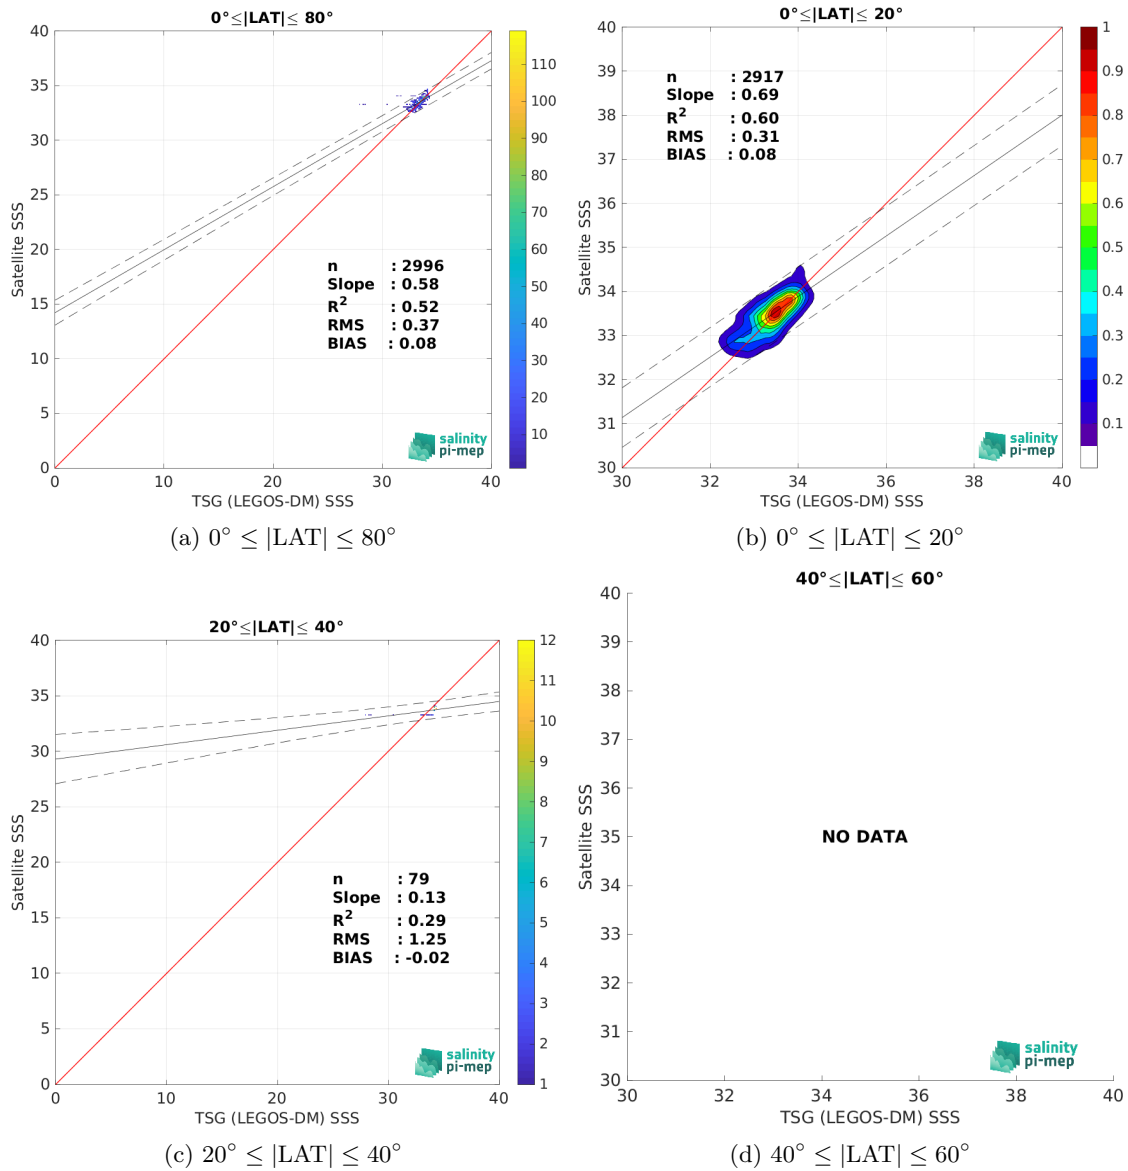 0°≤|LAT|≤ 80°
40
35
30
25
20
15
10
5
0
Satellite SSS
n : 2996
Slope : 0.58
R² : 0.52
RMS : 0.37
BIAS : 0.08
salinity
pi-mep
0 10 20 30 40
TSG (LEGOS-DM) SSS
110
100
90
80
70
60
50
40
30
20
10
(a) 0° ≤ |LAT| ≤ 80°
0°≤|LAT|≤ 20°
40
39
38
37
36
35
34
33
32
31
30
Satellite SSS
n : 2917
Slope : 0.69
R² : 0.60
RMS : 0.31
BIAS : 0.08
salinity
pi-mep
30 32 34 36 38 40
TSG (LEGOS-DM) SSS
1
0.9
0.8
0.7
0.6
0.5
0.4
0.3
0.2
0.1
(b) 0° ≤ |LAT| ≤ 20°
20°≤|LAT|≤ 40°
40
35
30
25
20
15
10
5
0
Satellite SSS
n : 79
Slope : 0.13
R² : 0.29
RMS : 1.25
BIAS : -0.02
salinity
pi-mep
0 10 20 30 40
TSG (LEGOS-DM) SSS
12
11
10
9
8
7
6
5
4
3
2
1
(c) 20° ≤ |LAT| ≤ 40°
40°≤|LAT|≤ 60°
40
39
38
37
36
35
34
33
32
31
30
Satellite SSS
NO DATA
salinity
pi-mep
30 32 34 36 38 40
TSG (LEGOS-DM) SSS
(d) 40° ≤ |LAT| ≤ 60°